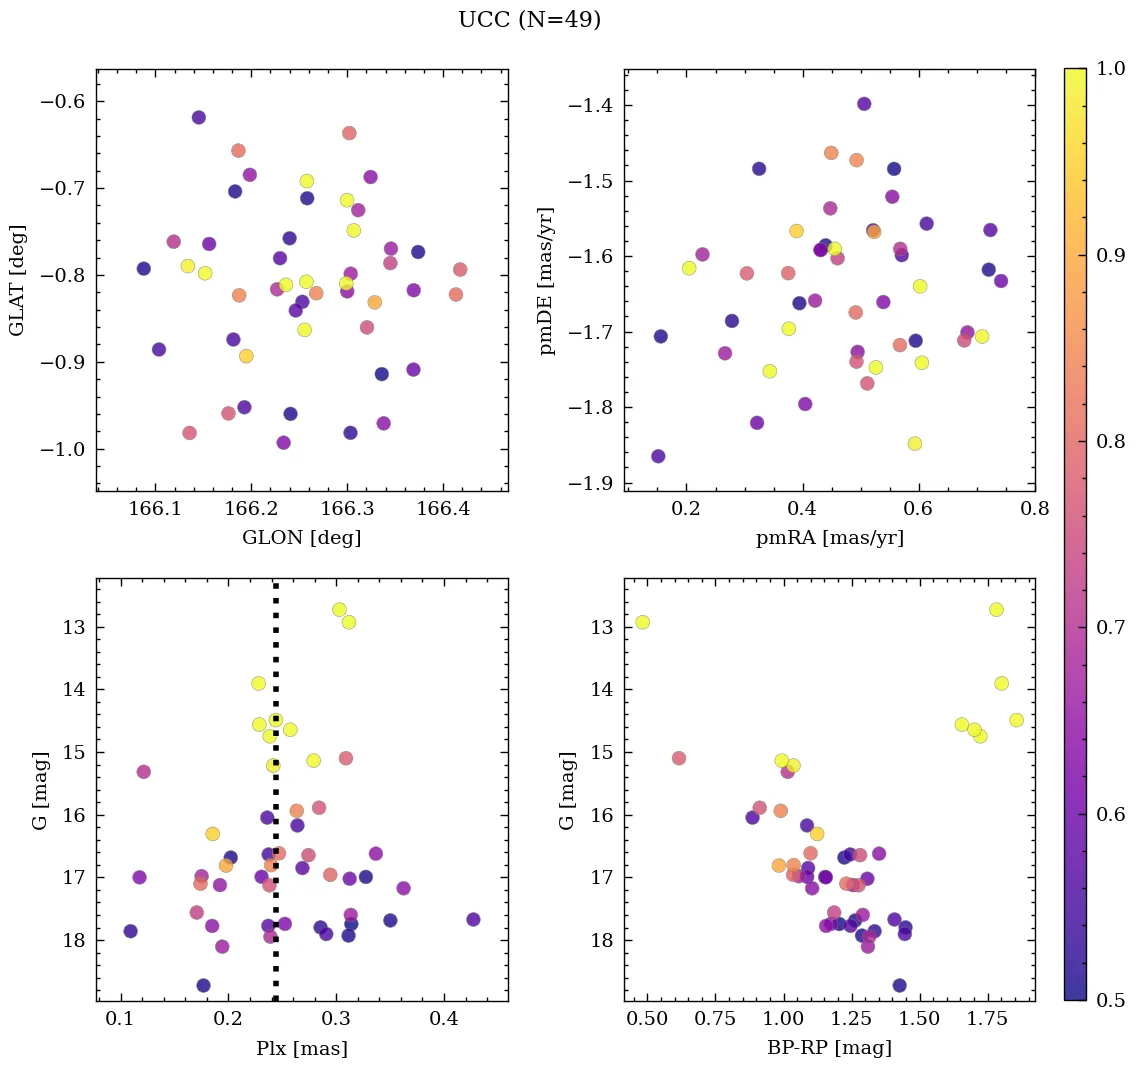 UCC (N=49)
−0.6
−0.7
−0.8
−0.9
−1.0
GLAT [deg]
166.1 166.2 166.3 166.4
GLON [deg]
−1.4
−1.5
−1.6
−1.7
−1.8
−1.9
pmDE [mas/yr]
0.2 0.4 0.6 0.8
pmRA [mas/yr]
13
14
15
16
17
18
G [mag]
0.1 0.2 0.3 0.4
Plx [mas]
13
14
15
16
17
18
G [mag]
0.50 0.75 1.00 1.25 1.50 1.75
BP-RP [mag]
1.0
0.9
0.8
0.7
0.6
0.5